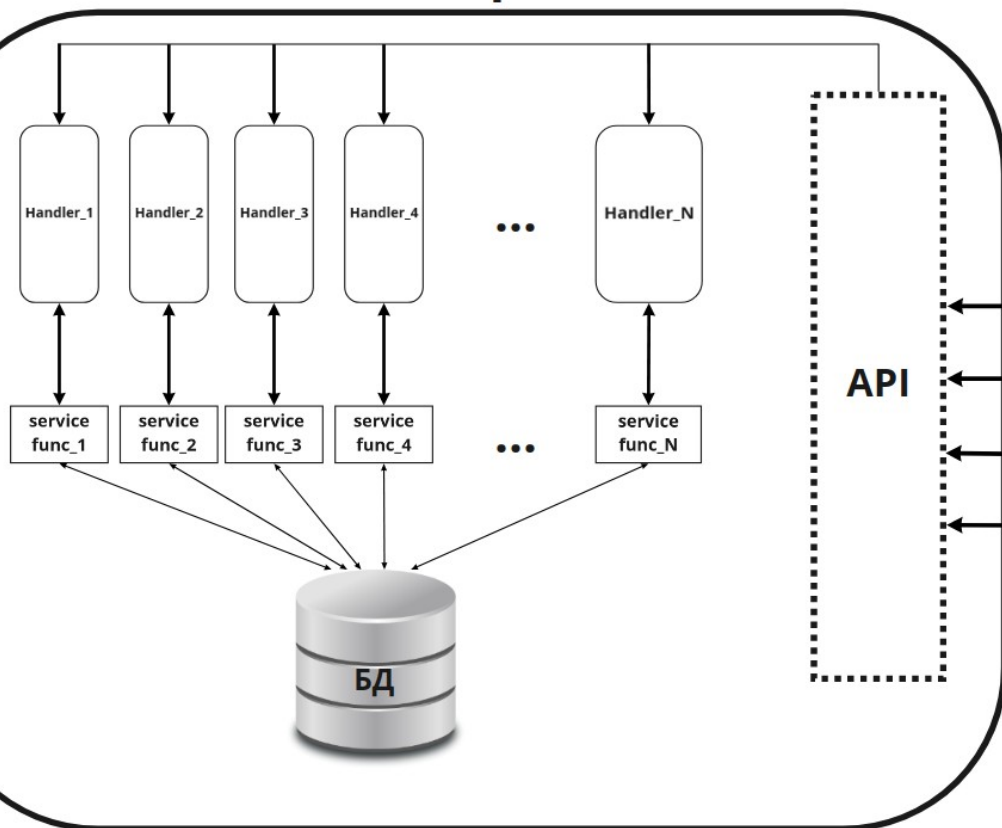 Handler_1
Handler_2
Handler_3
Handler_4
...
Handler_N
API
service
func_1
service
func_2
service
func_3
service
func_4
...
service
func_N
БД